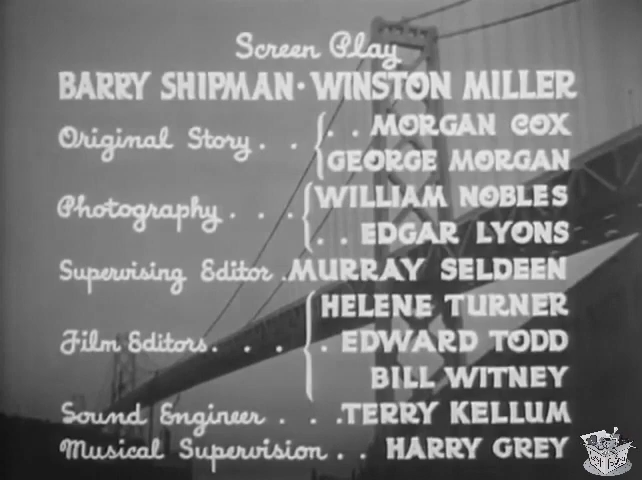 Screen Play
BARRY SHIPMAN · WINSTON MILLER
Original Story . . { . . MORGAN COX
GEORGE MORGAN
Photography . . . { WILLIAM NOBLES
. . EDGAR LYONS
Supervising Editor . MURRAY SELDEEN
HELENE TURNER
Film Editors . . . { . EDWARD TODD
BILL WITNEY
Sound Engineer . . . TERRY KELLUM
Musical Supervision . . HARRY GREY